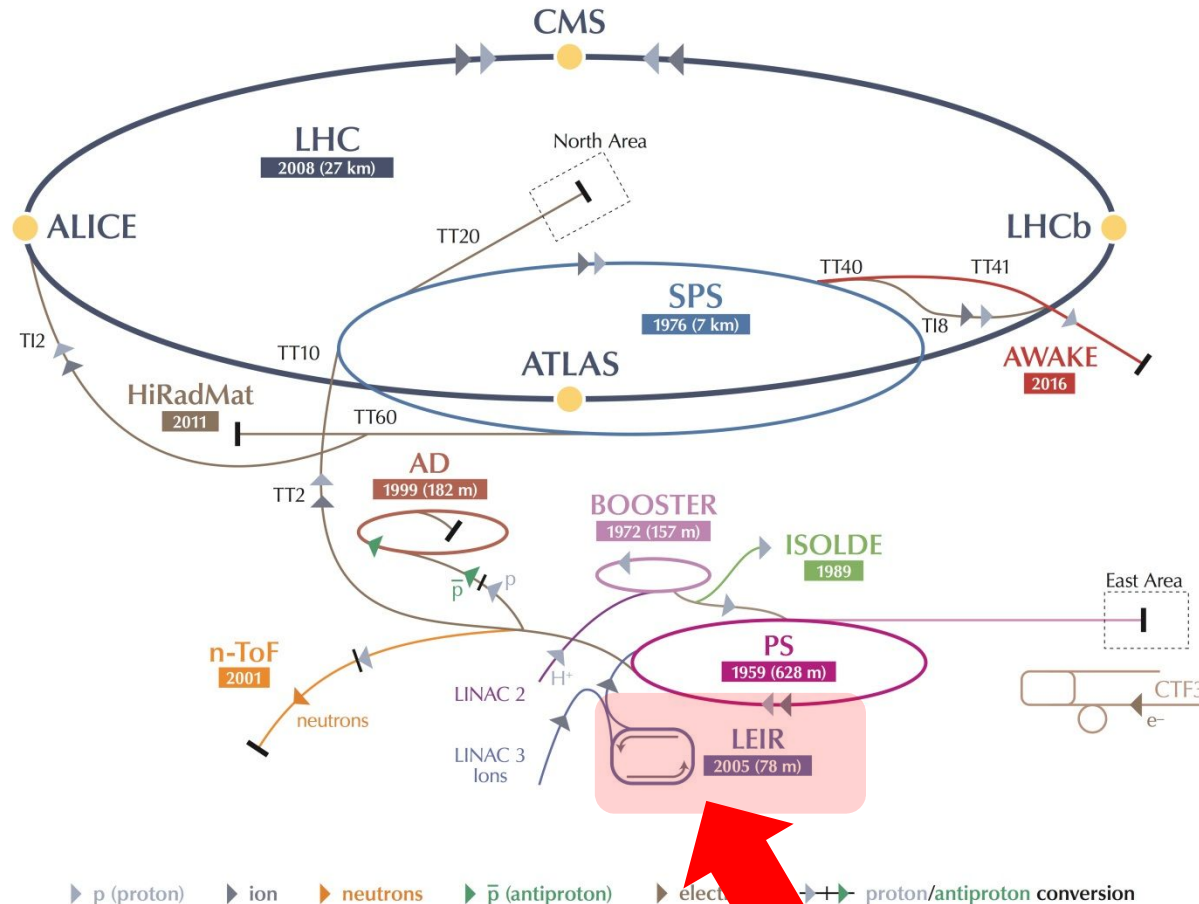 CMS
LHC
2008 (27 km)
North Area
ALICE
LHCb
TT20
TT40
TT41
SPS
1976 (7 km)
TI2
TI8
TT10
ATLAS
AWAKE
2016
HiRadMat
2011
TT60
AD
1999 (182 m)
TT2
BOOSTER
1972 (157 m)
ISOLDE
1989
p̅
p
East Area
n-ToF
2001
PS
1959 (628 m)
H+
LINAC 2
neutrons
CTF3
e–
LEIR
2005 (78 m)
LINAC 3
Ions
p (proton) ion neutrons p̅ (antiproton) proton/antiproton conversion